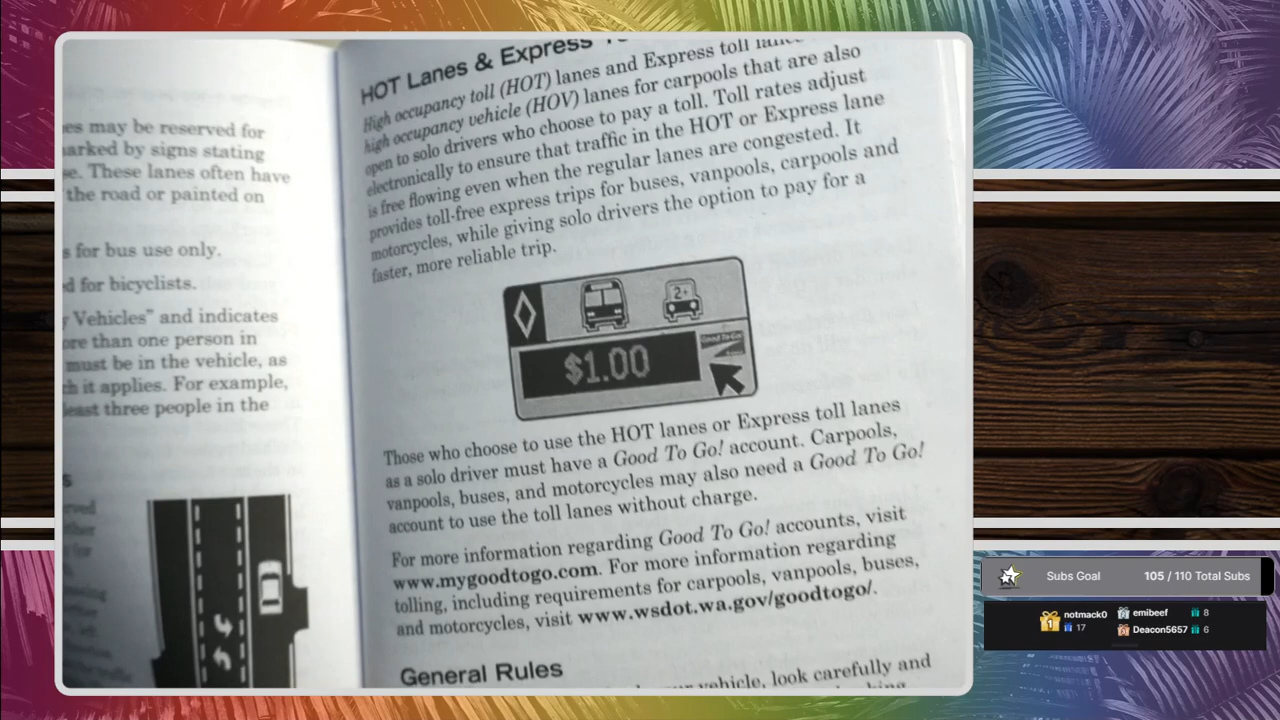 es may be reserved for
arked by signs stating
e. These lanes often have
the road or painted on
s for bus use only.
d for bicyclists.
Vehicles” and indicates
ore than one person in
must be in the vehicle, as
h it applies. For example,
least three people in the
s
HOT Lanes & Express
High occupancy toll (HOT) lanes and Express toll lanes
high occupancy vehicle (HOV) lanes for carpools that are also
open to solo drivers who choose to pay a toll. Toll rates adjust
electronically to ensure that traffic in the HOT or Express lane
is free flowing even when the regular lanes are congested. It
provides toll-free express trips for buses, vanpools, carpools and
motorcycles, while giving solo drivers the option to pay for a
faster, more reliable trip.
2+
Good To Go!
$1.00
Those who choose to use the HOT lanes or Express toll lanes
as a solo driver must have a Good To Go! account. Carpools,
vanpools, buses, and motorcycles may also need a Good To Go!
account to use the toll lanes without charge.
For more information regarding Good To Go! accounts, visit
www.mygoodtogo.com. For more information regarding
tolling, including requirements for carpools, vanpools, buses,
and motorcycles, visit www.wsdot.wa.gov/goodtogo/.
General Rules
vehicle, look carefully and
Subs Goal 105 / 110 Total Subs
1 notmack0 17
2 emibeef 8
3 Deacon5657 6